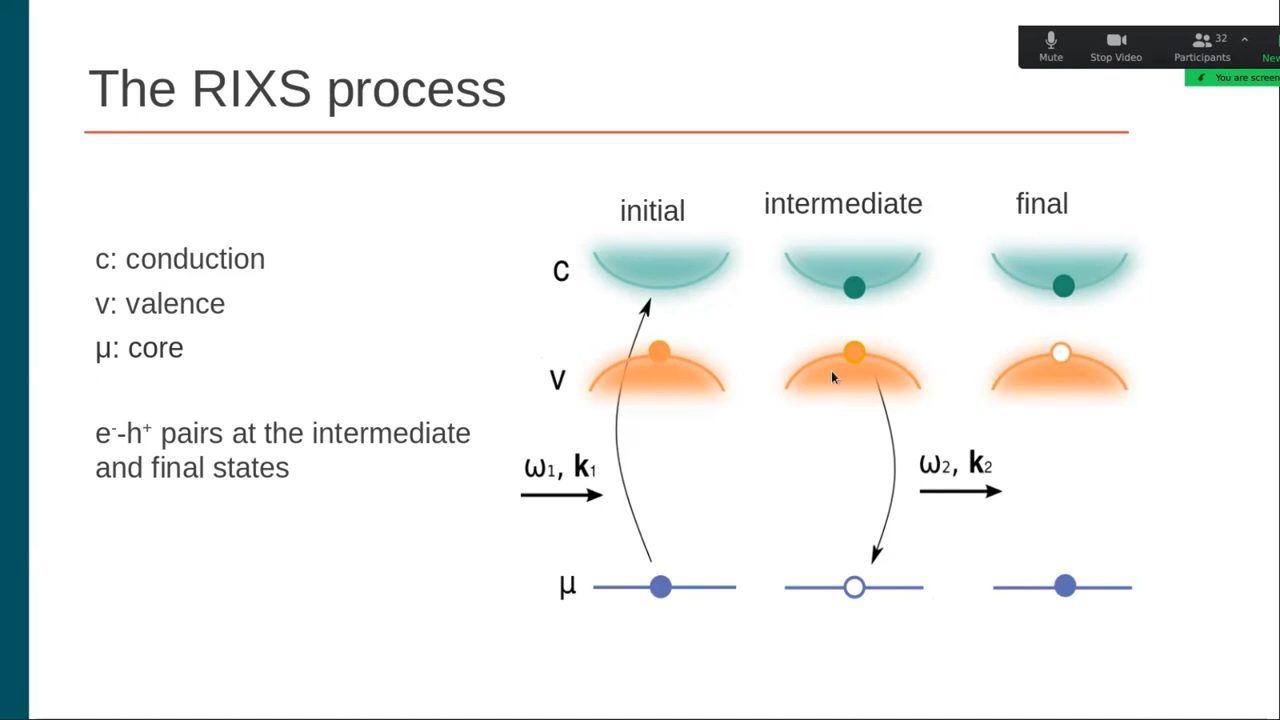 The RIXS process
32
Mute
Stop Video
Participants
You are screen
initial
intermediate
final
c: conduction
v: valence
μ: core
e⁻-h⁺ pairs at the intermediate
and final states
c
v
ω₁, k₁
ω₂, k₂
μ